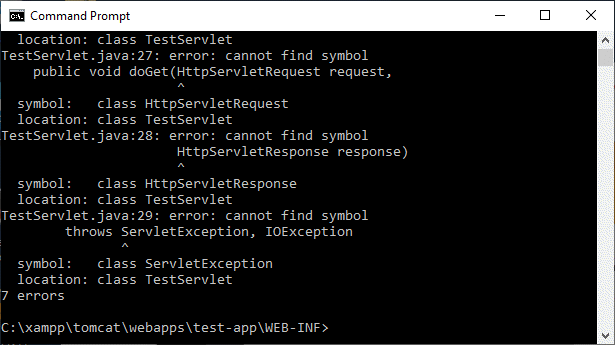 Command Prompt
location: class TestServlet
TestServlet.java:27: error: cannot find symbol
public void doGet(HttpServletRequest request,
^
symbol:   class HttpServletRequest
location: class TestServlet
TestServlet.java:28: error: cannot find symbol
HttpServletResponse response)
^
symbol:   class HttpServletResponse
location: class TestServlet
TestServlet.java:29: error: cannot find symbol
throws ServletException, IOException
^
symbol:   class ServletException
location: class TestServlet
7 errors
C:\xampp\tomcat\webapps\test-app\WEB-INF>